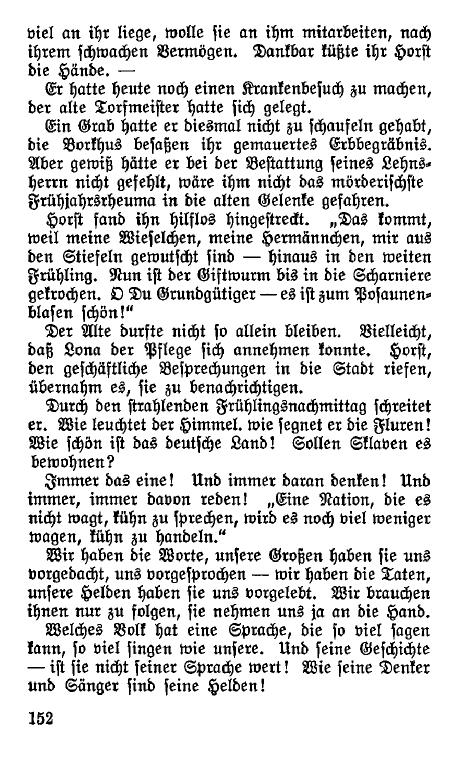 viel an ihr liege, wolle sie an ihm mitarbeiten, nach
ihrem schwachen Vermögen. Dankbar küßte ihr Horst
die Hände. —
Er hatte heute noch einen Krankenbesuch zu machen,
der alte Torfmeister hatte sich gelegt.
Ein Grab hatte er diesmal nicht zu schaufeln gehabt,
die Borkhus besaßen ihr gemauertes Erbbegräbnis.
Aber gewiß hätte er bei der Bestattung seines Lehns-
herrn nicht gefehlt, wäre ihm nicht das mörderischste
Frühjahrsrheuma in die alten Gelenke gefahren.
Horst fand ihn hilflos hingestreckt. „Das kommt,
weil meine Wieselchen, meine Hermännchen, mir aus
den Stiefeln gewutscht sind — hinaus in den weiten
Frühling. Nun ist der Giftwurm bis in die Scharniere
gekrochen. O Du Grundgütiger — es ist zum Posaunen-
blasen schön!“
Der Alte durfte nicht so allein bleiben. Vielleicht,
daß Lona der Pflege sich annehmen konnte. Horst,
den geschäftliche Besprechungen in die Stadt riefen,
übernahm es, sie zu benachrichtigen.
Durch den strahlenden Frühlingsnachmittag schreitet
er. Wie leuchtet der Himmel. wie segnet er die Fluren!
Wie schön ist das deutsche Land! Sollen Sklaven es
bewohnen?
Immer das eine! Und immer daran denken! Und
immer, immer davon reden! „Eine Nation, die es
nicht wagt, kühn zu sprechen, wird es noch viel weniger
wagen, kühn zu handeln.“
Wir haben die Worte, unsere Großen haben sie uns
vorgedacht, uns vorgesprochen — wir haben die Taten,
unsere Helden haben sie uns vorgelebt. Wir brauchen
ihnen nur zu folgen, sie nehmen uns ja an die Hand.
Welches Volk hat eine Sprache, die so viel sagen
kann, so viel singen wie unsere. Und seine Geschichte
— ist sie nicht seiner Sprache wert! Wie seine Denker
und Sänger sind seine Helden!
152